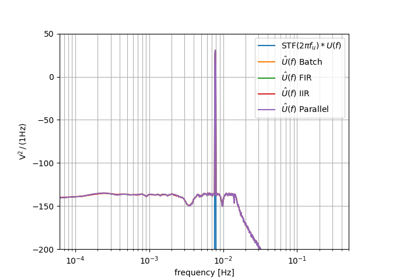 50
0
−50
−100
−150
−200
V² / (1Hz)
10⁻⁴
10⁻³
10⁻²
10⁻¹
frequency [Hz]
STF(2πfᵤ) * U(f)
Û(f) Batch
Û(f) FIR
Û(f) IIR
Û(f) Parallel